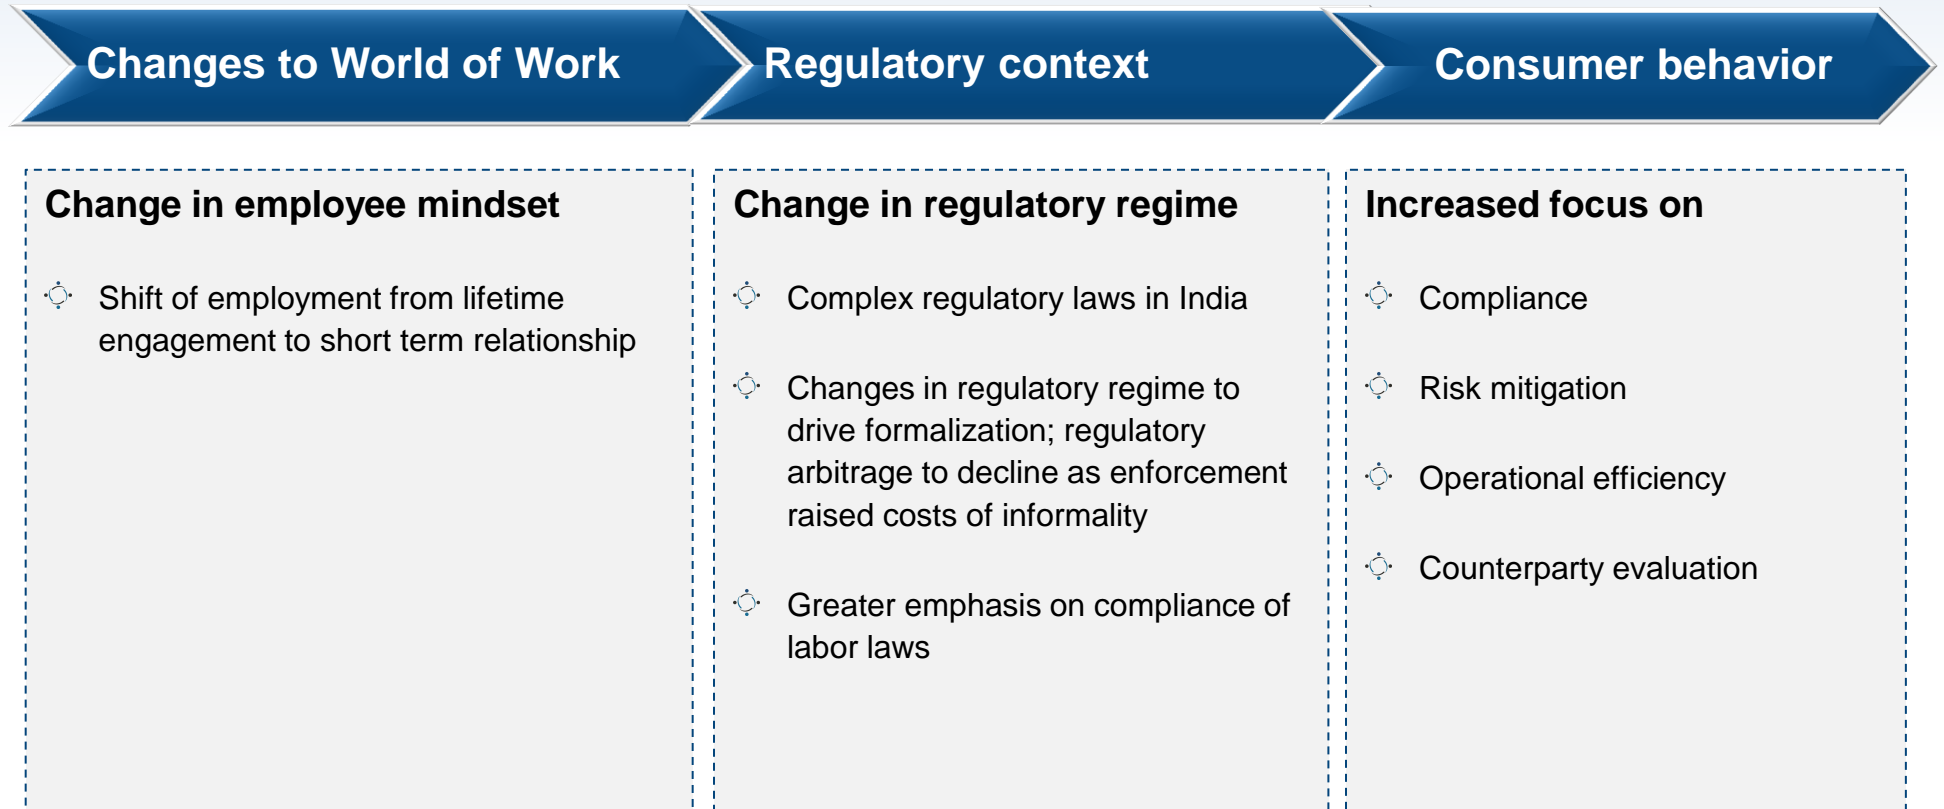 Changes to World of Work
Regulatory context
Consumer behavior
Change in employee mindset
Shift of employment from lifetime
engagement to short term relationship
Change in regulatory regime
Complex regulatory laws in India
Changes in regulatory regime to
drive formalization; regulatory
arbitrage to decline as enforcement
raised costs of informality
Greater emphasis on compliance of
labor laws
Increased focus on
Compliance
Risk mitigation
Operational efficiency
Counterparty evaluation